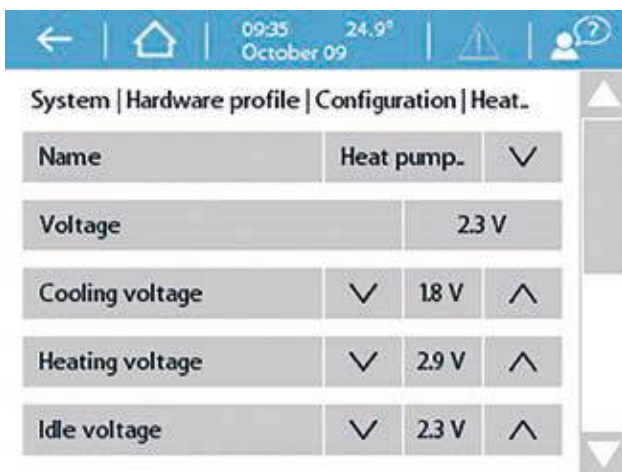 09:35 24.9°
October 09
?
System | Hardware profile | Configuration | Heat..
Name Heat pump..
Voltage 2.3 V
Cooling voltage 1.8 V
Heating voltage 2.9 V
Idle voltage 2.3 V